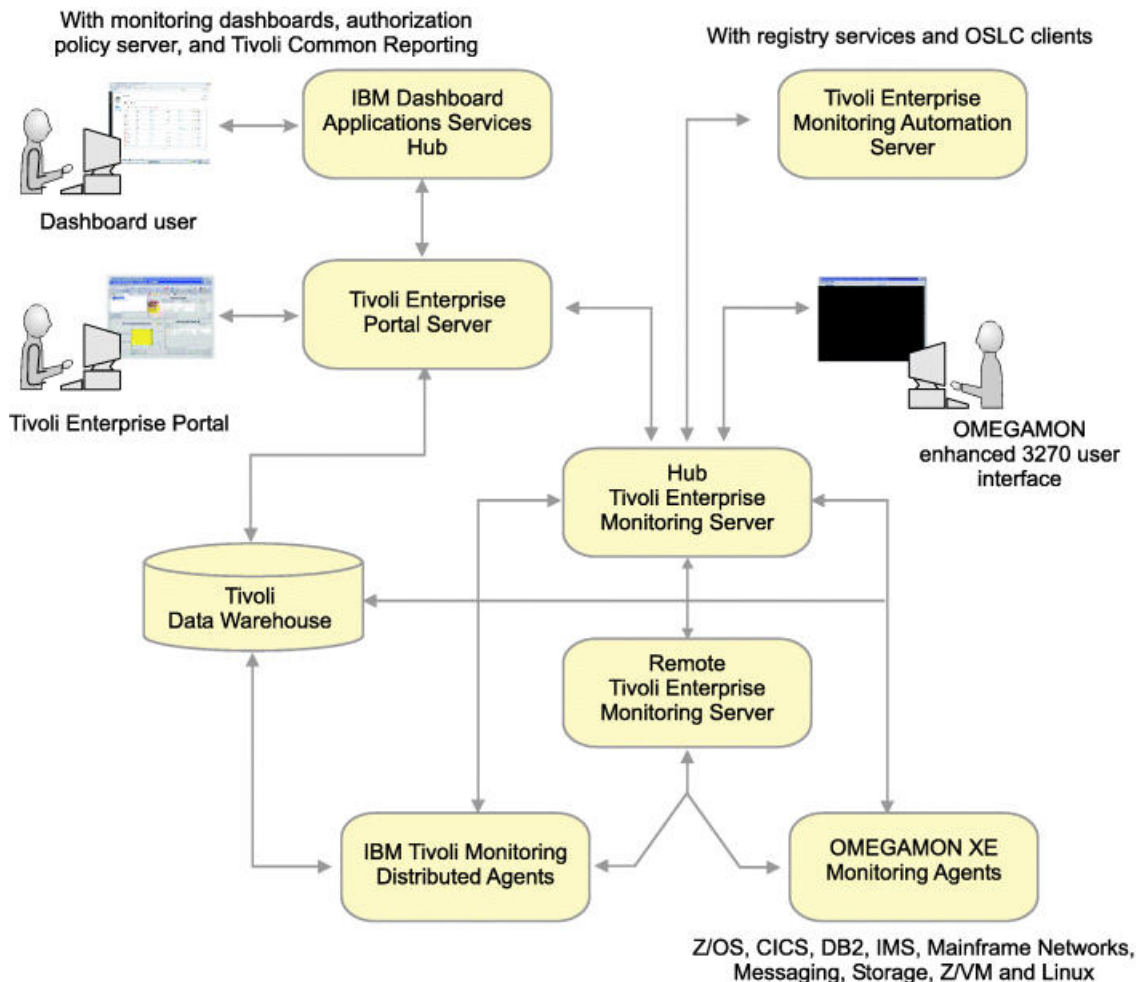 With monitoring dashboards, authorization
policy server, and Tivoli Common Reporting
With registry services and OSLC clients
IBM Dashboard
Applications Services
Hub
Tivoli Enterprise
Monitoring Automation
Server
Dashboard user
Tivoli Enterprise
Portal Server
Tivoli Enterprise Portal
OMEGAMON
enhanced 3270 user
interface
Hub
Tivoli Enterprise
Monitoring Server
Tivoli
Data Warehouse
Remote
Tivoli Enterprise
Monitoring Server
IBM Tivoli Monitoring
Distributed Agents
OMEGAMON XE
Monitoring Agents
Z/OS, CICS, DB2, IMS, Mainframe Networks,
Messaging, Storage, Z/VM and Linux